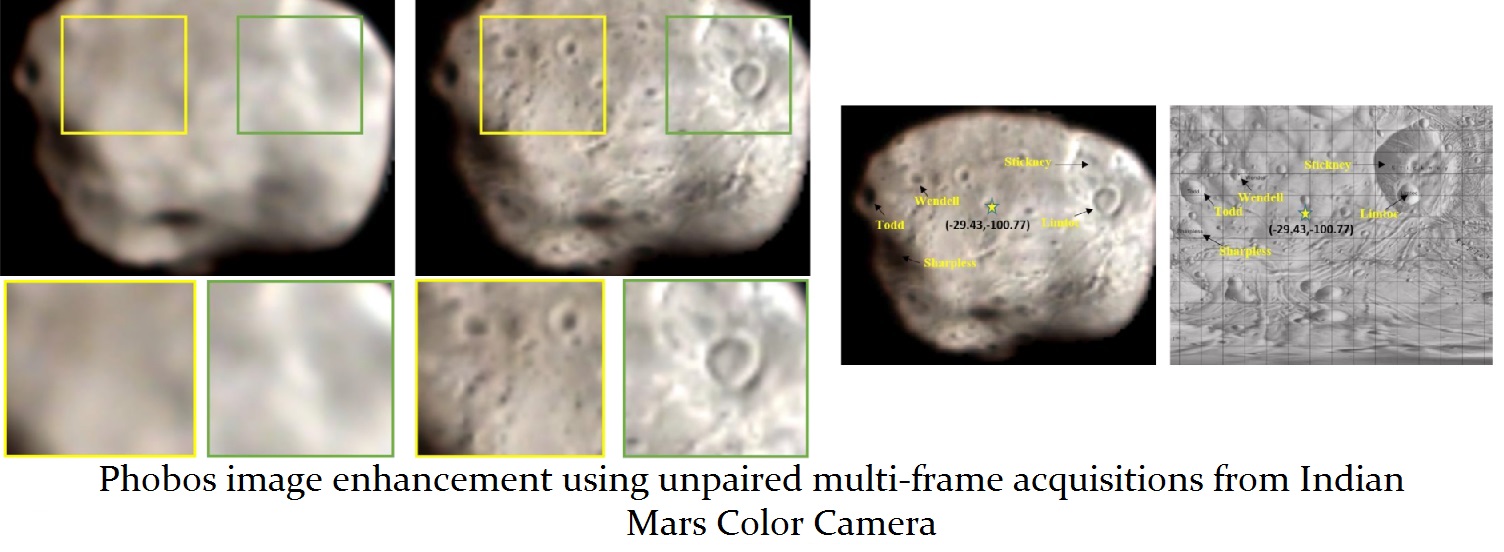 Stickney
Wendell
Todd
(-29.43,-100.77)
Limtoc
Sharpless
Stickney
Wendell
Todd
Limtoc
(-29.43,-100.77)
Sharpless
Phobos image enhancement using unpaired multi-frame acquisitions from Indian
Mars Color Camera